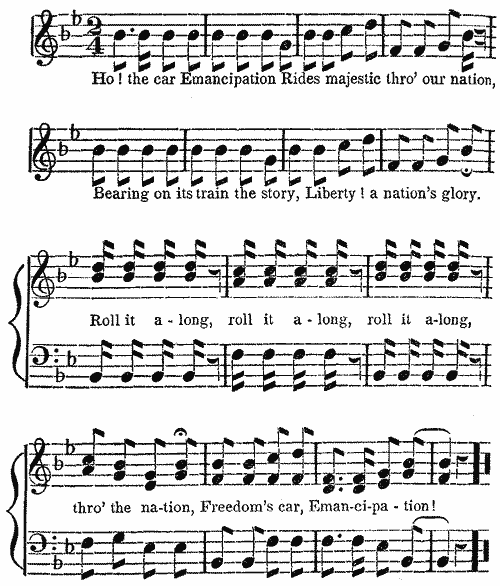 2
4
Ho! the car Emancipation Rides majestic thro' our nation,
Bearing on its train the story, Liberty! a nation's glory.
Roll it a-long, roll it a-long, roll it a-long,
thro' the na-tion, Freedom's car, Eman-ci-pa-tion!